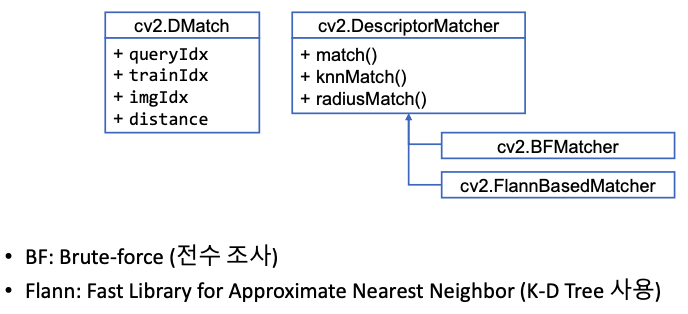 cv2.DMatch
+ queryIdx
+ trainIdx
+ imgIdx
+ distance
cv2.DescriptorMatcher
+ match()
+ knnMatch()
+ radiusMatch()
cv2.BFMatcher
cv2.FlannBasedMatcher
• BF: Brute-force (전수 조사)
• Flann: Fast Library for Approximate Nearest Neighbor (K-D Tree 사용)